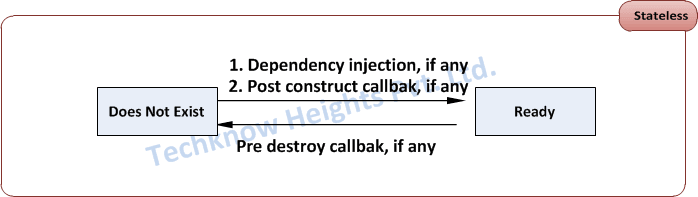 Stateless
1. Dependency injection, if any
2. Post construct callbak, if any
Does Not Exist
Ready
Pre destroy callbak, if any
Techknow Heights Pvt. Ltd.